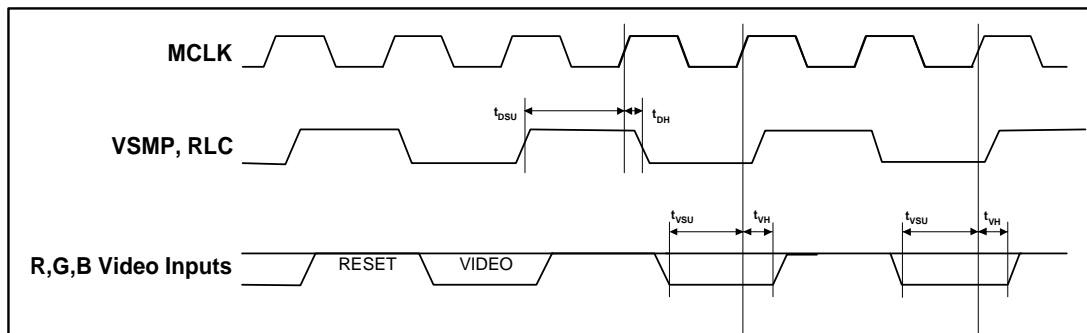 MCLK
tDSU
tDH
VSMP, RLC
tVSU
tVH
tVSU
tVH
R,G,B Video Inputs
RESET
VIDEO